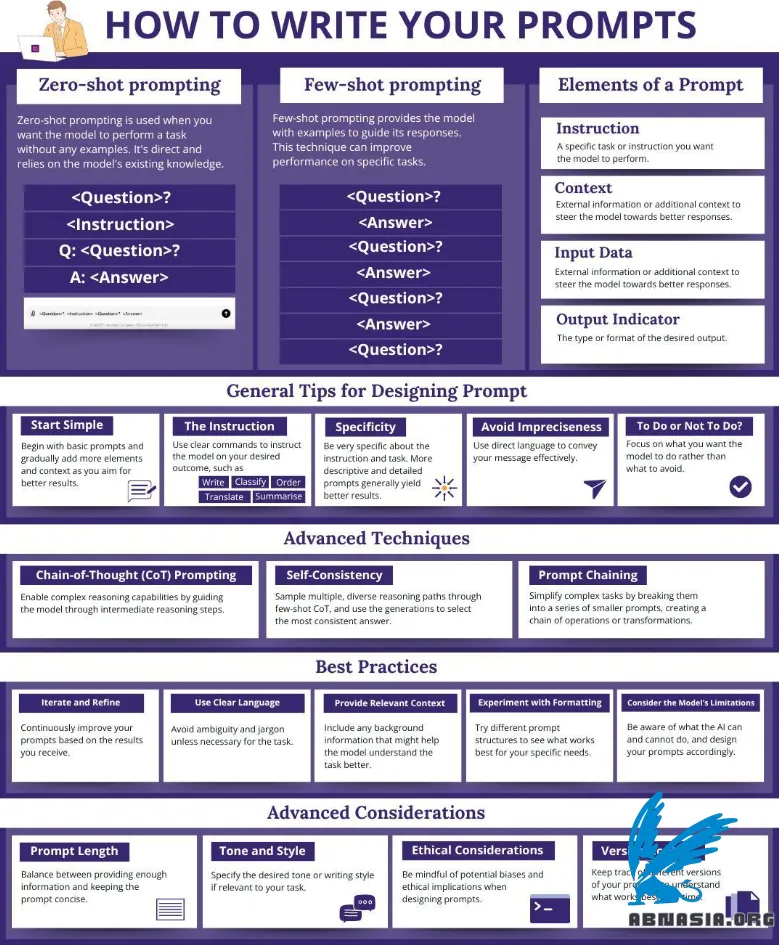 HOW TO WRITE YOUR PROMPTS
Zero-shot prompting
Zero-shot prompting is used when you
want the model to perform a task
without any examples. It's direct and
relies on the model's existing knowledge.
<Question>?
<Instruction>
Q: <Question>?
A: <Answer>
<Question>? <Instruction> <Question>? <Answer>
Few-shot prompting
Few-shot prompting provides the model
with examples to guide its responses.
This technique can improve
performance on specific tasks.
<Question>?
<Answer>
<Question>?
<Answer>
<Question>?
<Answer>
<Question>?
Elements of a Prompt
Instruction
A specific task or instruction you want
the model to perform.
Context
External information or additional context to
steer the model towards better responses.
Input Data
External information or additional context to
steer the model towards better responses.
Output Indicator
The type or format of the desired output.
General Tips for Designing Prompt
Start Simple
Begin with basic prompts and
gradually add more elements
and context as you aim for
better results.
The Instruction
Use clear commands to instruct
the model on your desired
outcome, such as
Write Classify Order
Translate Summarise
Specificity
Be very specific about the
instruction and task. More
descriptive and detailed
prompts generally yield
better results.
Avoid Impreciseness
Use direct language to convey
your message effectively.
To Do or Not To Do?
Focus on what you want the
model to do rather than
what to avoid.
Advanced Techniques
Chain-of-Thought (CoT) Prompting
Enable complex reasoning capabilities by guiding
the model through intermediate reasoning steps.
Self-Consistency
Sample multiple, diverse reasoning paths through
few-shot CoT, and use the generations to select
the most consistent answer.
Prompt Chaining
Simplify complex tasks by breaking them
into a series of smaller prompts, creating a
chain of operations or transformations.
Best Practices
Iterate and Refine
Continuously improve your
prompts based on the results
you receive.
Use Clear Language
Avoid ambiguity and jargon
unless necessary for the task.
Provide Relevant Context
Include any background
information that might help
the model understand the
task better.
Experiment with Formatting
Try different prompt
structures to see what works
best for your specific needs.
Consider the Model's Limitations
Be aware of what the AI can
and cannot do, and design
your prompts accordingly.
Advanced Considerations
Prompt Length
Balance between providing enough
information and keeping the
prompt concise.
Tone and Style
Specify the desired tone or writing style
if relevant to your task.
Ethical Considerations
Be mindful of potential biases and
ethical implications when
designing prompts.
Keep track versions
of your understand
what works time.
ABNASIA.ORG